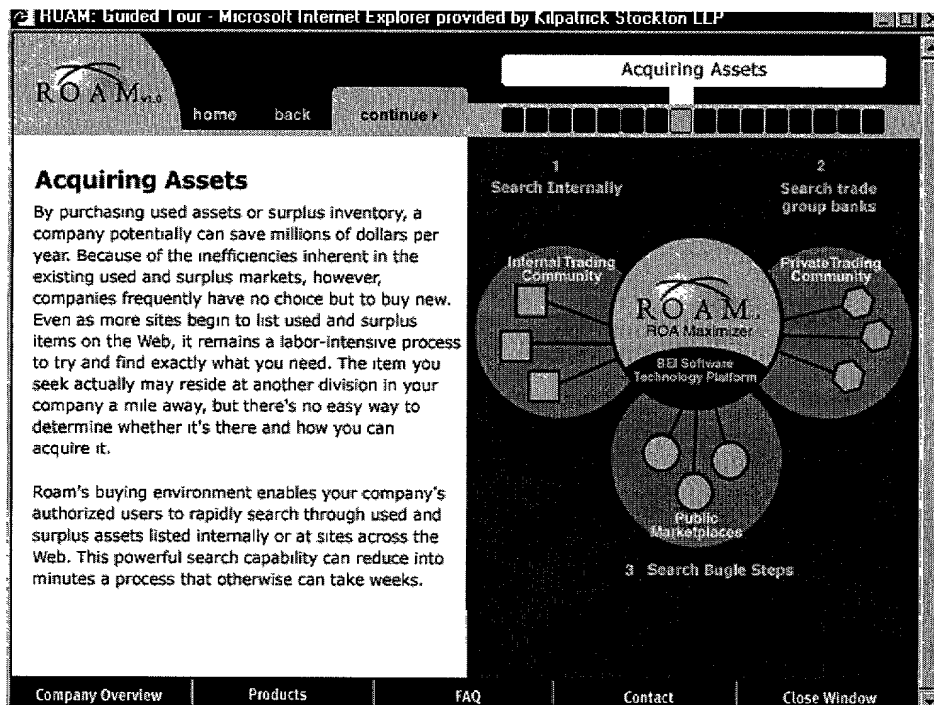 ROAM: Guided Tour - Microsoft Internet Explorer provided by Kilpatrick Stockton LLP
Acquiring Assets
ROAM v1.0
home back continue
Acquiring Assets
By purchasing used assets or surplus inventory, a
company potentially can save millions of dollars per
year. Because of the inefficiencies inherent in the
existing used and surplus markets, however,
companies frequently have no choice but to buy new.
Even as more sites begin to list used and surplus
items on the Web, it remains a labor-intensive process
to try and find exactly what you need. The item you
seek actually may reside at another division in your
company a mile away, but there's no easy way to
determine whether it's there and how you can
acquire it.
Roam's buying environment enables your company's
authorized users to rapidly search through used and
surplus assets listed internally or at sites across the
Web. This powerful search capability can reduce into
minutes a process that otherwise can take weeks.
1
Search Internally
2
Search trade
group banks
Internal Trading
Community
ROAM
ROA Maximizer
BEI Software
Technology Platform
Private Trading
Community
Public
Marketplaces
3 Search Bugle Steps
Company Overview Products FAQ Contact Close Window